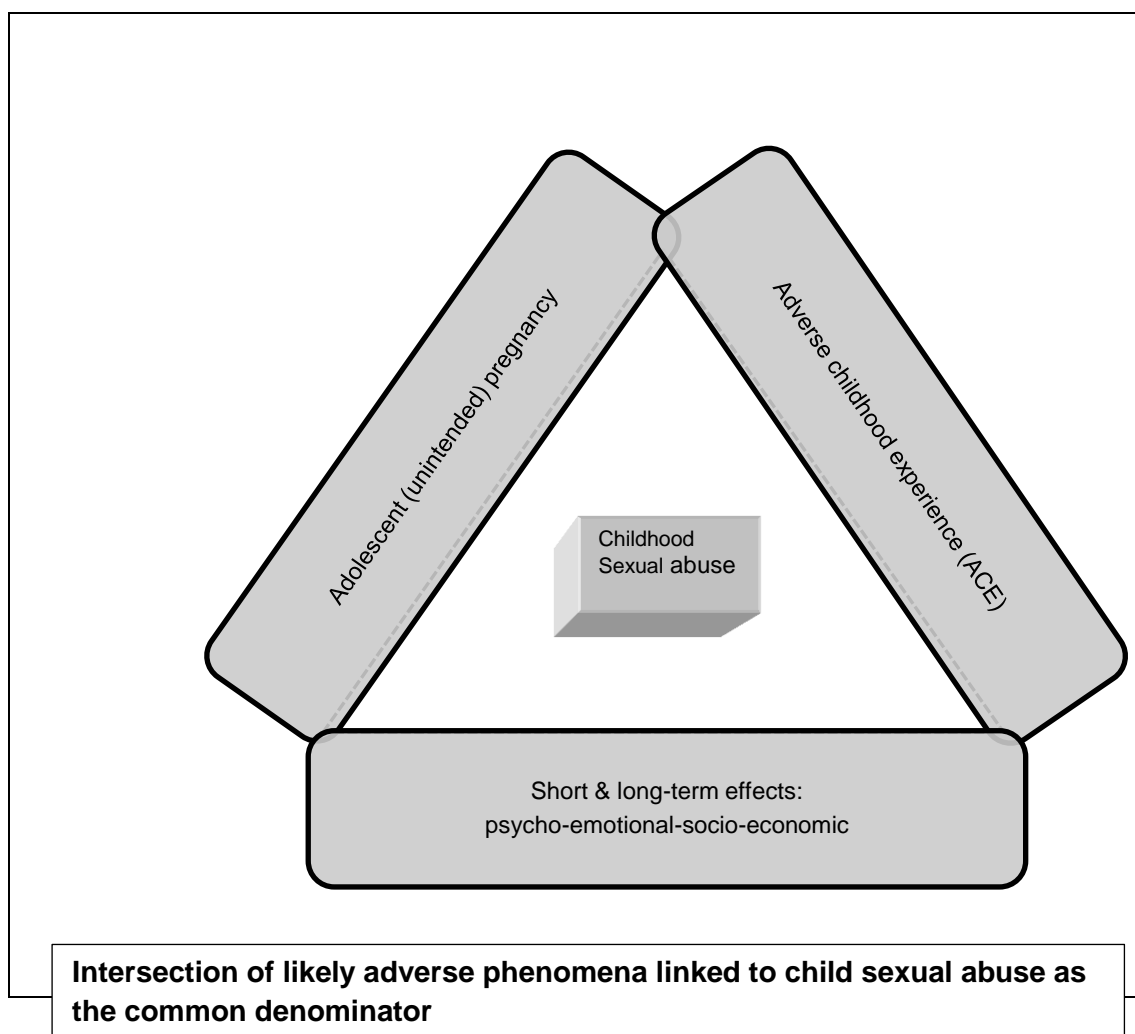 Adolescent (unintended) pregnancy
Adverse childhood experience (ACE)
Childhood
Sexual abuse
Short & long-term effects:
psycho-emotional-socio-economic
Intersection of likely adverse phenomena linked to child sexual abuse as
the common denominator